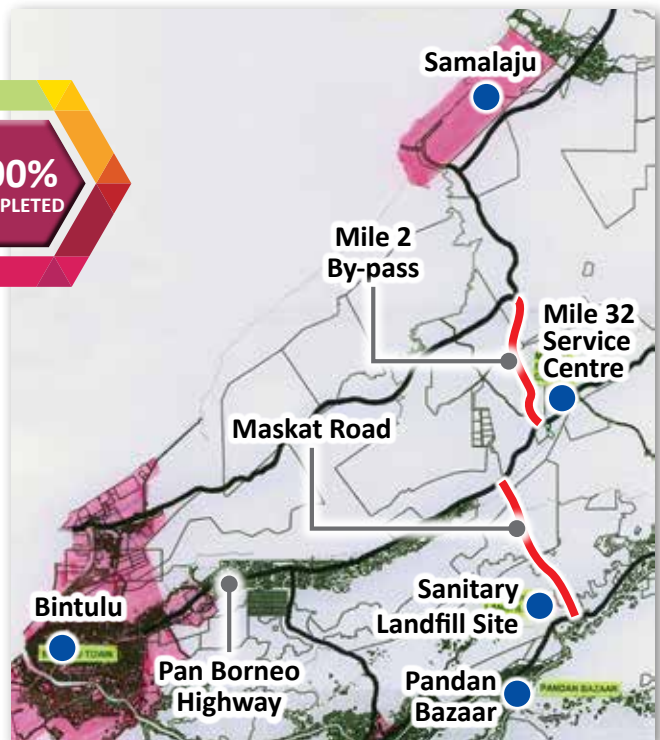 Samalaju
00%
PLETED
Mile 2
By-pass
Mile 32
Service
Centre
Maskat Road
Sanitary
Landfill Site
Bintulu
TOWN
Pan Borneo
Highway
Pandan
Bazaar
PANDAN BAZAAR